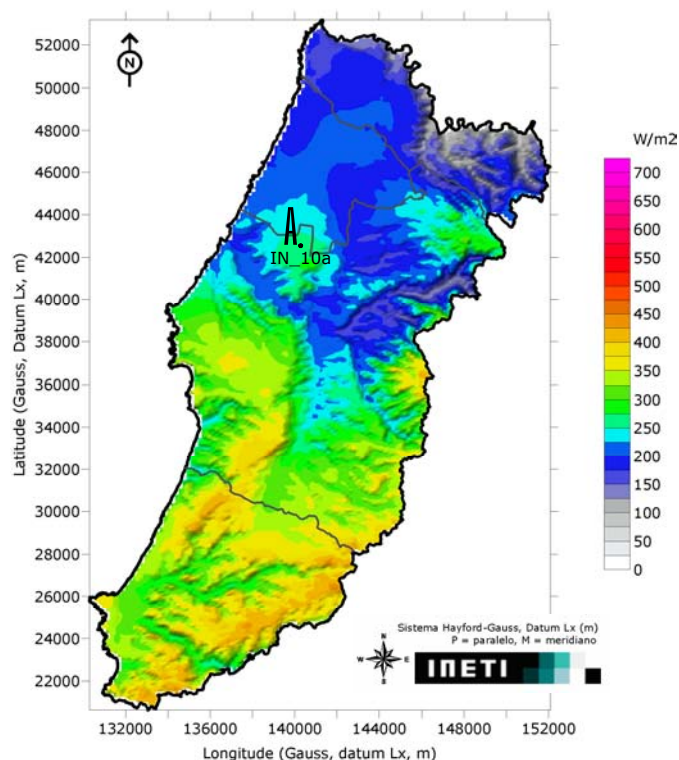 52000
50000
48000
46000
44000
42000
40000
38000
36000
34000
32000
30000
28000
26000
24000
22000
Latitude (Gauss, Datum Lx, m)
N
IN_10a
W/m2
700
650
600
550
500
450
400
350
300
250
200
150
100
50
0
Sistema Hayford-Gauss, Datum Lx (m)
P = paralelo, M = meridiano
N
W E
S
INETI
132000 136000 140000 144000 148000 152000
Longitude (Gauss, datum Lx, m)